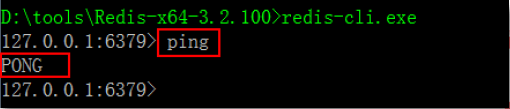 D:\tools\Redis-x64-3.2.100>redis-cli.exe
127.0.0.1:6379> ping
PONG
127.0.0.1:6379>